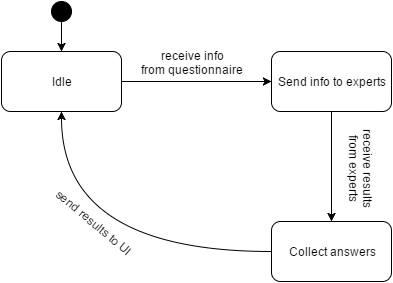 receive info
from questionnaire
Idle
Send info to experts
receive results
from experts
send results to UI
Collect answers